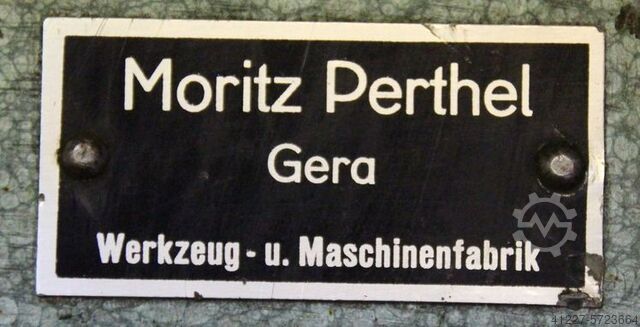 Moritz Perthel
Gera
Werkzeug - u. Maschinenfabrik
41227-5723664